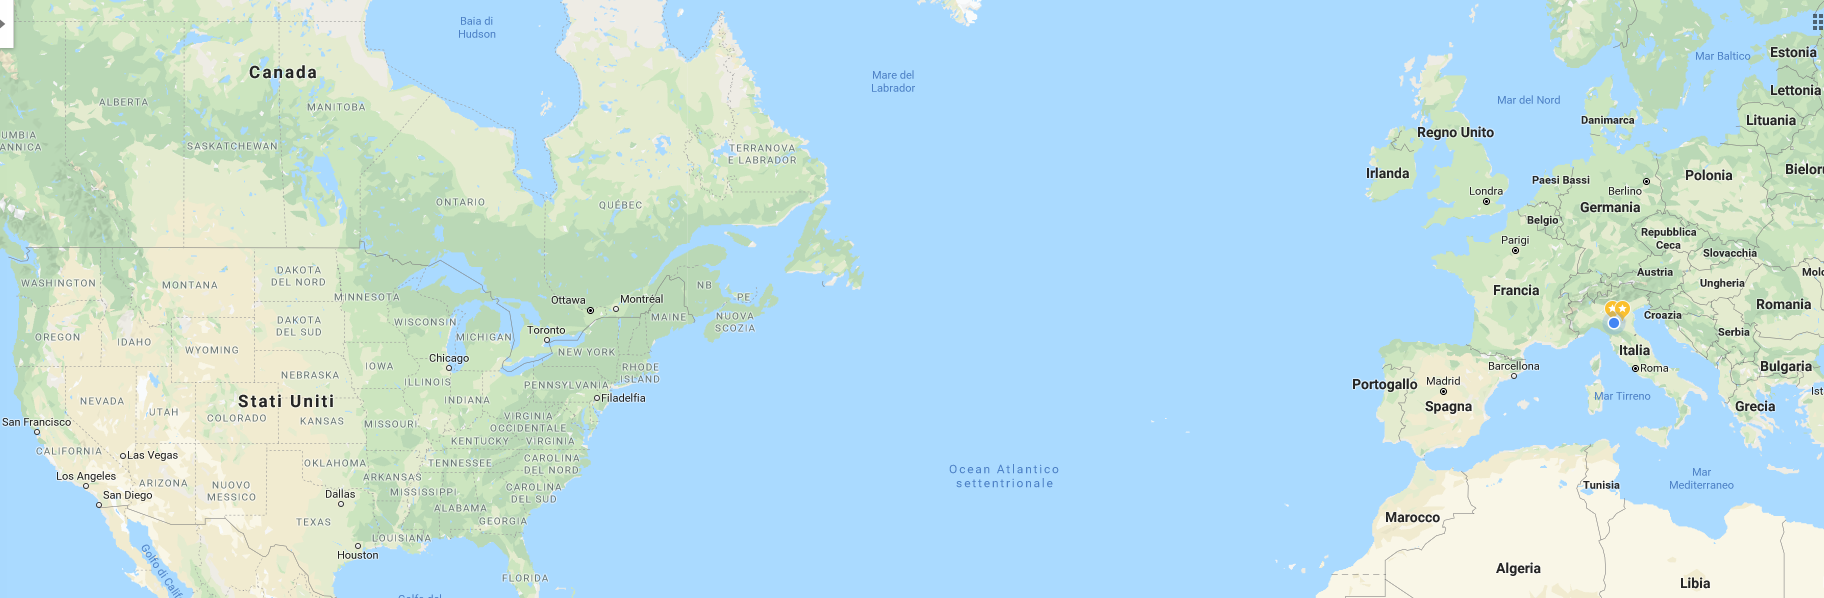 Baia di
Hudson
Canada
ALBERTA
MANITOBA
UMBIA
ANNICA
SASKATCHEWAN
ONTARIO
QUÉBEC
TERRANOVA
E LABRADOR
Mare del
Labrador
WASHINGTON
MONTANA
DAKOTA
DEL NORD
MINNESOTA
Ottawa
Montréal
NB
PE
MAINE
NUOVA
SCOZIA
OREGON
IDAHO
WYOMING
DAKOTA
DEL SUD
WISCONSIN
MICHIGAN
Toronto
NEW YORK
Chicago
IOWA
NEBRASKA
ILLINOIS
INDIANA
PENNSYLVANIA
RHODE
ISLAND
Filadelfia
NEVADA
UTAH
Stati Uniti
COLORADO
KANSAS
MISSOURI
VIRGINIA
OCCIDENTALE
KENTUCKY
VIRGINIA
San Francisco
CALIFORNIA
Las Vegas
Los Angeles
San Diego
ARIZONA
NUOVO
MESSICO
OKLAHOMA
ARKANSAS
TENNESSEE
CAROLINA
DEL NORD
CAROLINA
DEL SUD
MISSISSIPPI
ALABAMA
GEORGIA
Dallas
TEXAS
Houston
LOUISIANA
FLORIDA
Golfo di Calif
Golfo del
Ocean Atlantico
settentrionale
Mar Baltico
Estonia
Lettonia
Mar del Nord
Danimarca
Lituania
Regno Unito
Irlanda
Paesi Bassi
Berlino
Polonia
Bielor
Londra
Germania
Belgio
Parigi
Repubblica
Ceca
Slovacchia
Austria
Ungheria
Molo
Francia
Romania
Croazia
Serbia
Italia
Barcellona
Roma
Bulgaria
Portogallo
Madrid
Spagna
Mar Tirreno
Grecia
Ist
Mar
Mediterraneo
Tunisia
Marocco
Algeria
Libia